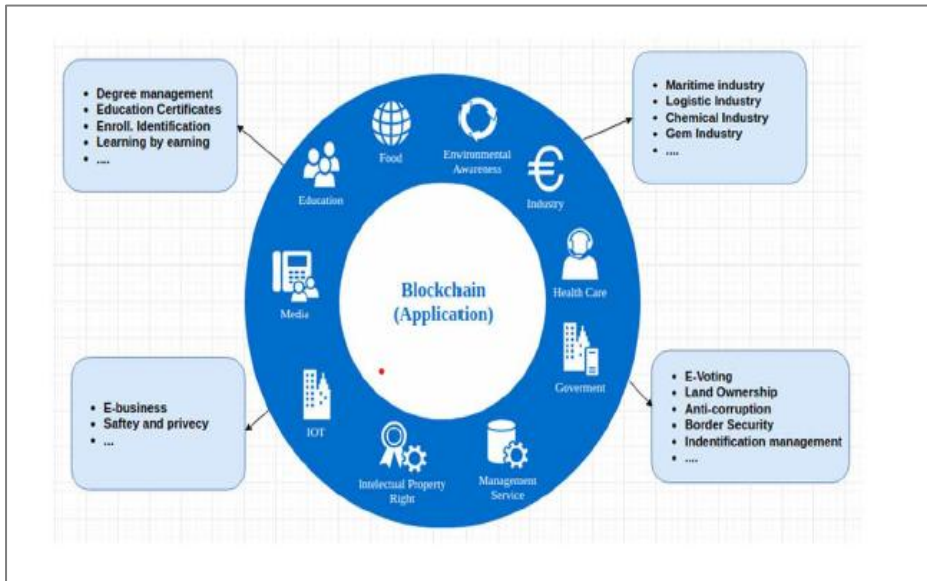 • Degree management
• Education Certificates
• Enroll. Identification
• Learning by earning
• ....
• Maritime industry
• Logistic Industry
• Chemical Industry
• Gem Industry
• ....
Food
Environmental
Awareness
Education
Industry
Media
Blockchain
(Application)
Health Care
Goverment
IOT
Intelectual Property
Right
Management
Service
• E-business
• Saftey and privecy
• ...
• E-Voting
• Land Ownership
• Anti-corruption
• Border Security
• Indentification management
• ....